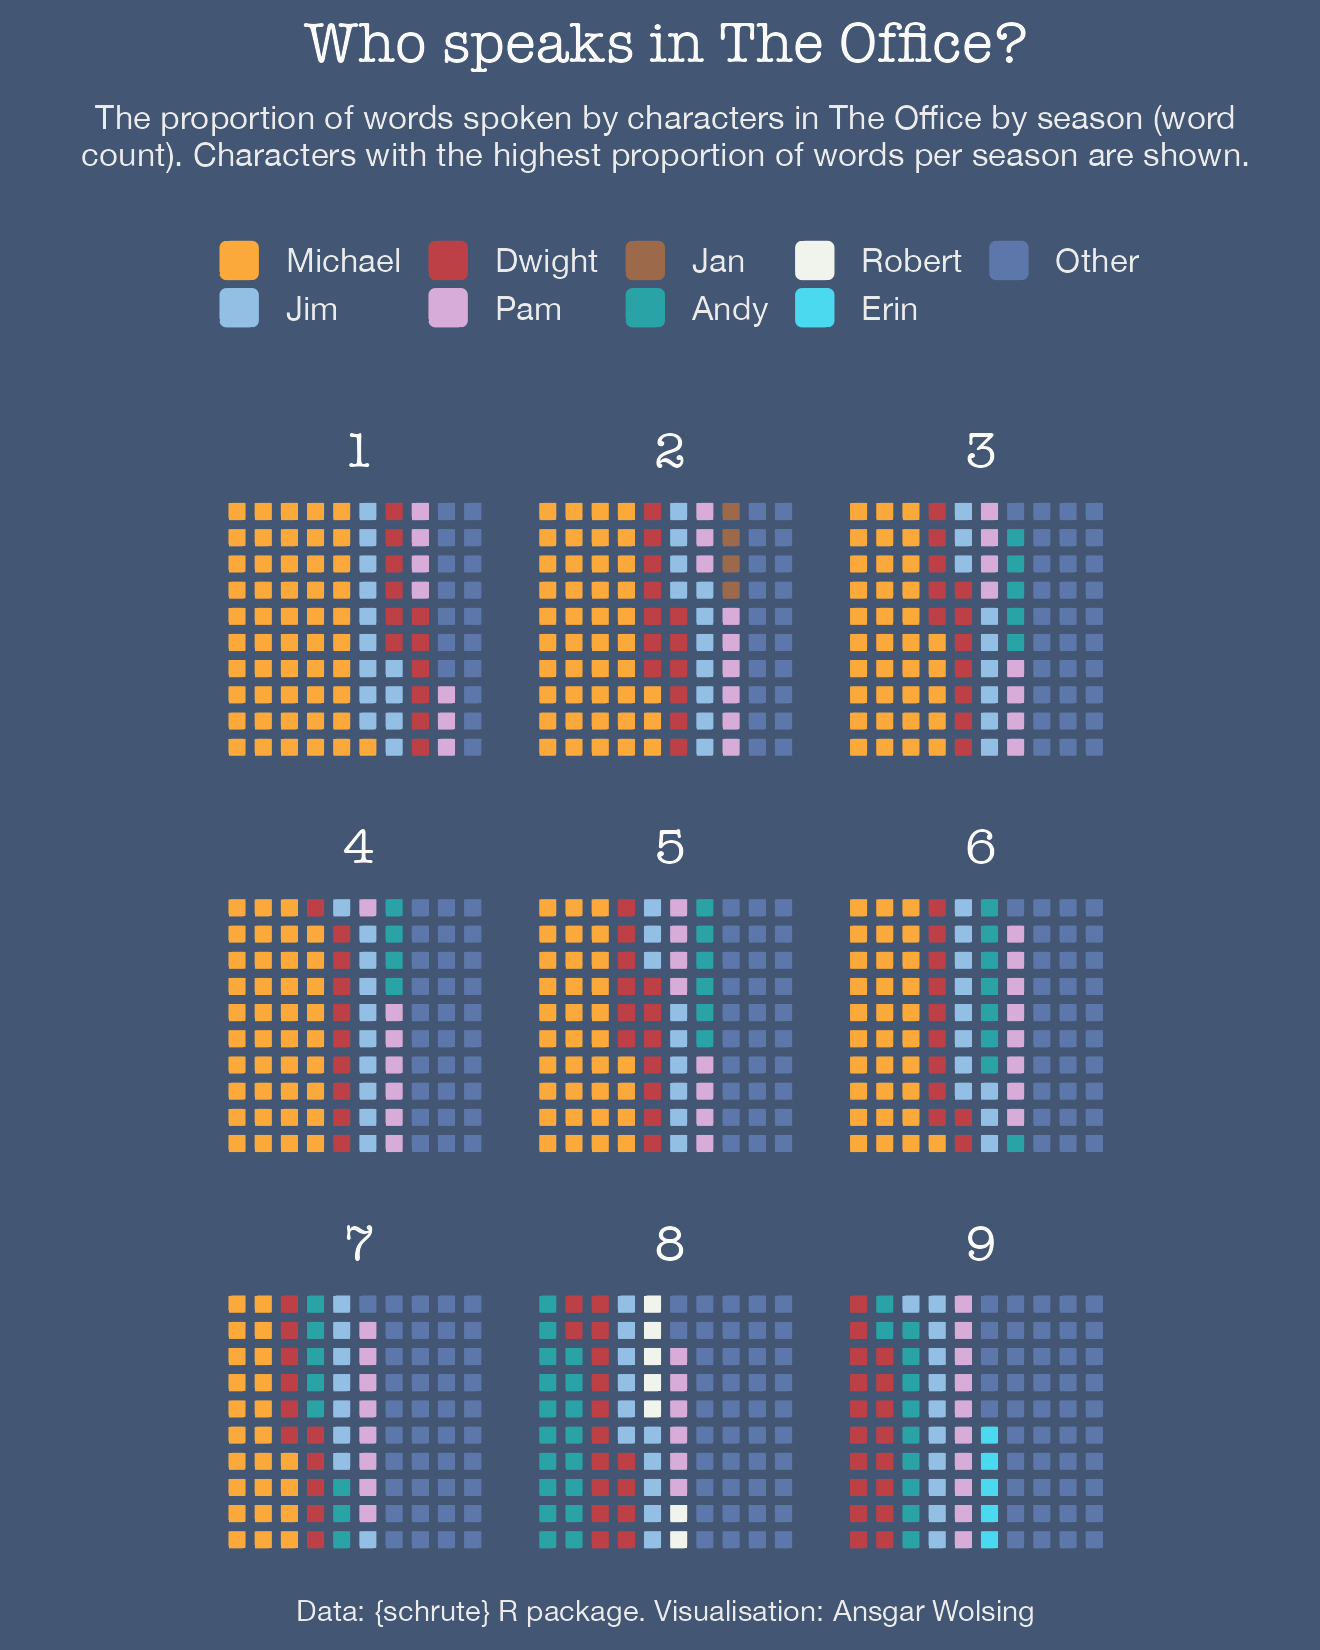 Who speaks in The Office?
The proportion of words spoken by characters in The Office by season (word
count). Characters with the highest proportion of words per season are shown.
Michael Dwight Jan Robert Other
Jim Pam Andy Erin
1 2 3
4 5 6
7 8 9
Data: {schrute} R package. Visualisation: Ansgar Wolsing